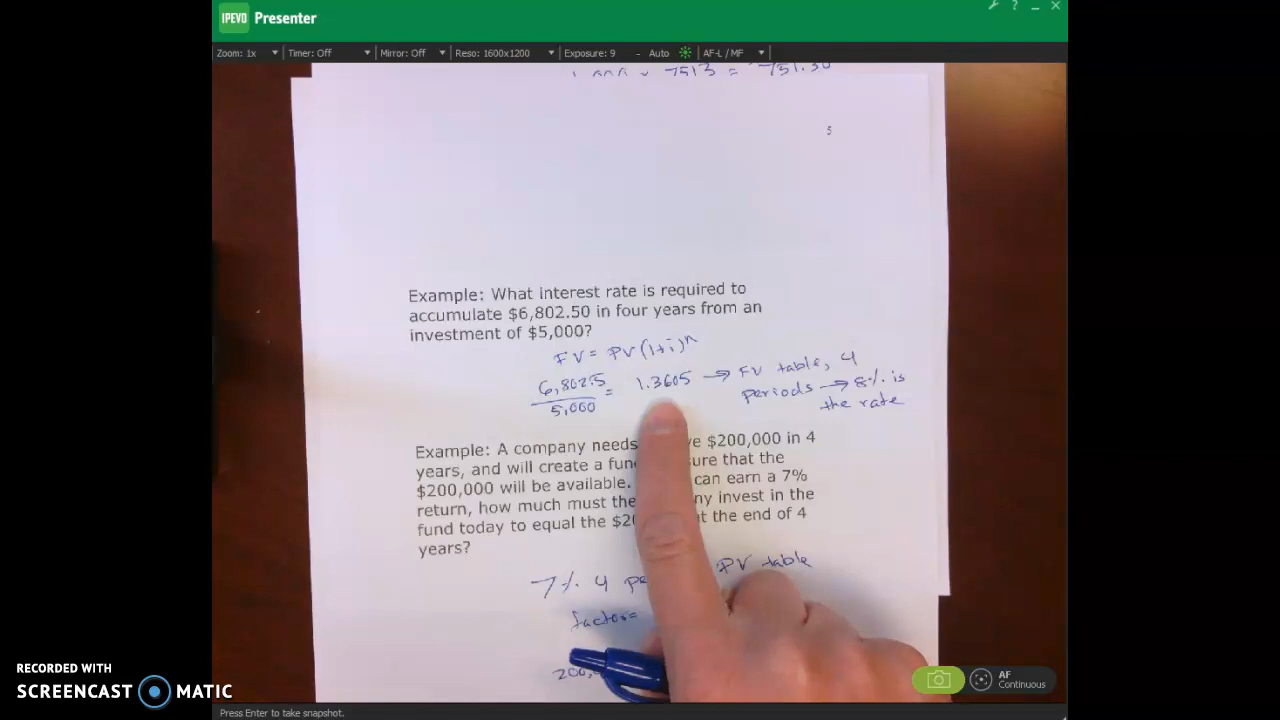 IPEVO Presenter
Zoom: 1x Timer: Off Mirror: Off Reso: 1600x1200 Exposure: 9 - Auto AF-L / MF
7513 = 751.30
5
Example: What interest rate is required to
accumulate $6,802.50 in four years from an
investment of $5,000?
FV = PV(1+i)^n
6,802.5
5,000
= 1.3605 → FV table, 4
periods → 8% is
the rate
Example: A company needs $200,000 in 4
years, and will create a sure that the
$200,000 will be available. can earn a 7%
return, how much must the invest in the
fund today to equal the the end of 4
years?
7% 4 PV table
factor=
RECORDED WITH
SCREENCAST MATIC
AF
Continuous
Press Enter to take snapshot.